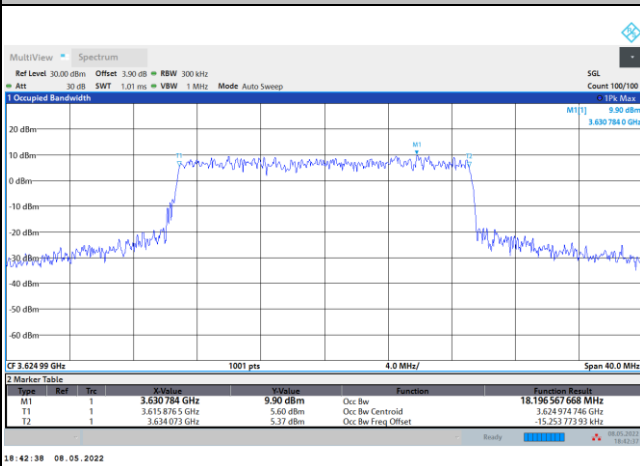 MultiView Spectrum
Ref Level 30.00 dBm Offset 3.90 dB RBW 300 kHz SGL
Att 30 dB SWT 1.01 ms VBW 1 MHz Mode Auto Sweep Count 100/100
1 Occupied Bandwidth 1Pk Max
M1[1] 9.90 dBm
3.630 784 0 GHz
20 dBm
M1
T1 T2
10 dBm
0 dBm
-10 dBm
-20 dBm
-30 dBm
-40 dBm
-50 dBm
-60 dBm
CF 3.624 99 GHz 1001 pts 4.0 MHz/ Span 40.0 MHz
2 Marker Table
Type Ref Trc X-Value Y-Value Function Function Result
M1 1 3.630 784 GHz 9.90 dBm Occ Bw 18.196 567 668 MHz
T1 1 3.615 876 5 GHz 5.60 dBm Occ Bw Centroid 3.624 974 746 GHz
T2 1 3.634 073 GHz 5.37 dBm Occ Bw Freq Offset -15.253 773 93 kHz
Ready 08.05.2022
18:42:37
18:42:38 08.05.2022